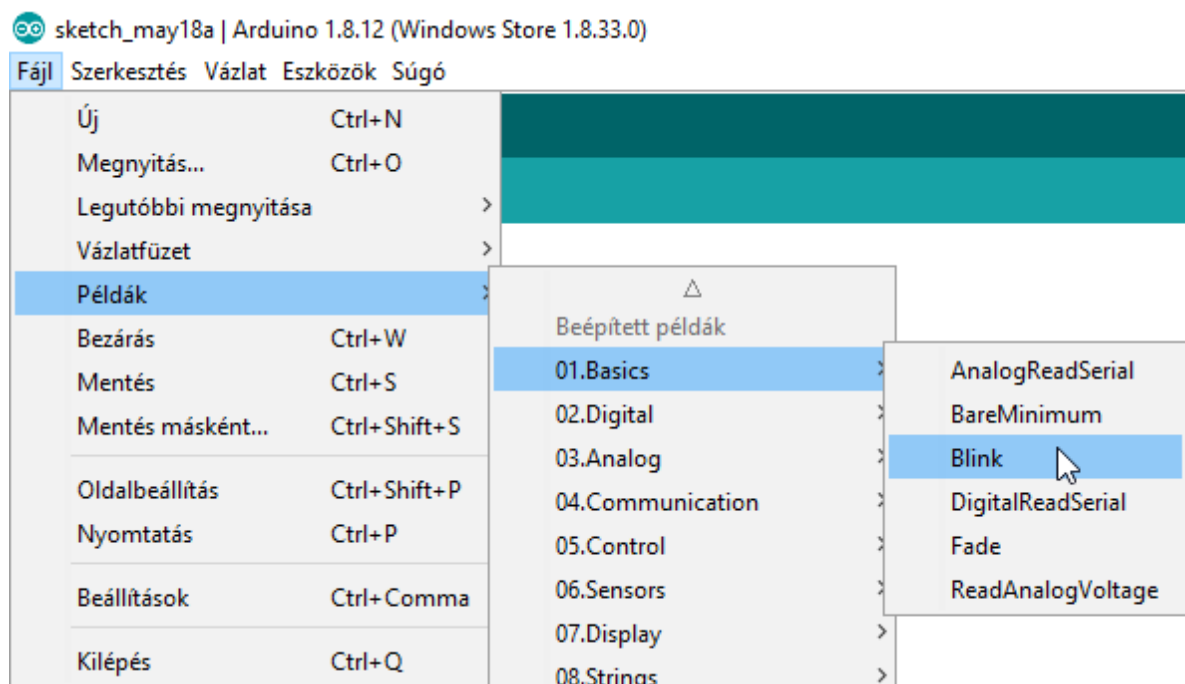 sketch_may18a | Arduino 1.8.12 (Windows Store 1.8.33.0)
Fájl Szerkesztés Vázlat Eszközök Súgó
Új Ctrl+N
Megnyitás... Ctrl+O
Legutóbbi megnyitása
Vázlatfüzet
Példák
Bezárás Ctrl+W
Mentés Ctrl+S
Mentés másként... Ctrl+Shift+S
Oldalbeállítás Ctrl+Shift+P
Nyomtatás Ctrl+P
Beállítások Ctrl+Comma
Kilépés Ctrl+Q
Beépített példák
01.Basics
02.Digital
03.Analog
04.Communication
05.Control
06.Sensors
07.Display
08.Strings
AnalogReadSerial
BareMinimum
Blink
DigitalReadSerial
Fade
ReadAnalogVoltage